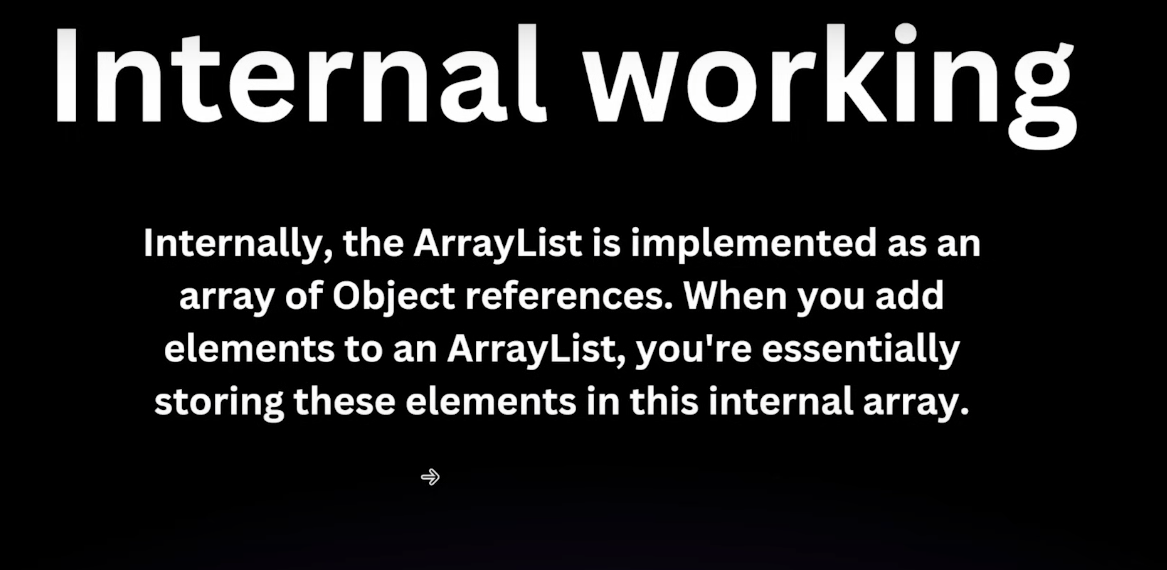 Internal working
Internally, the ArrayList is implemented as an
array of Object references. When you add
elements to an ArrayList, you're essentially
storing these elements in this internal array.